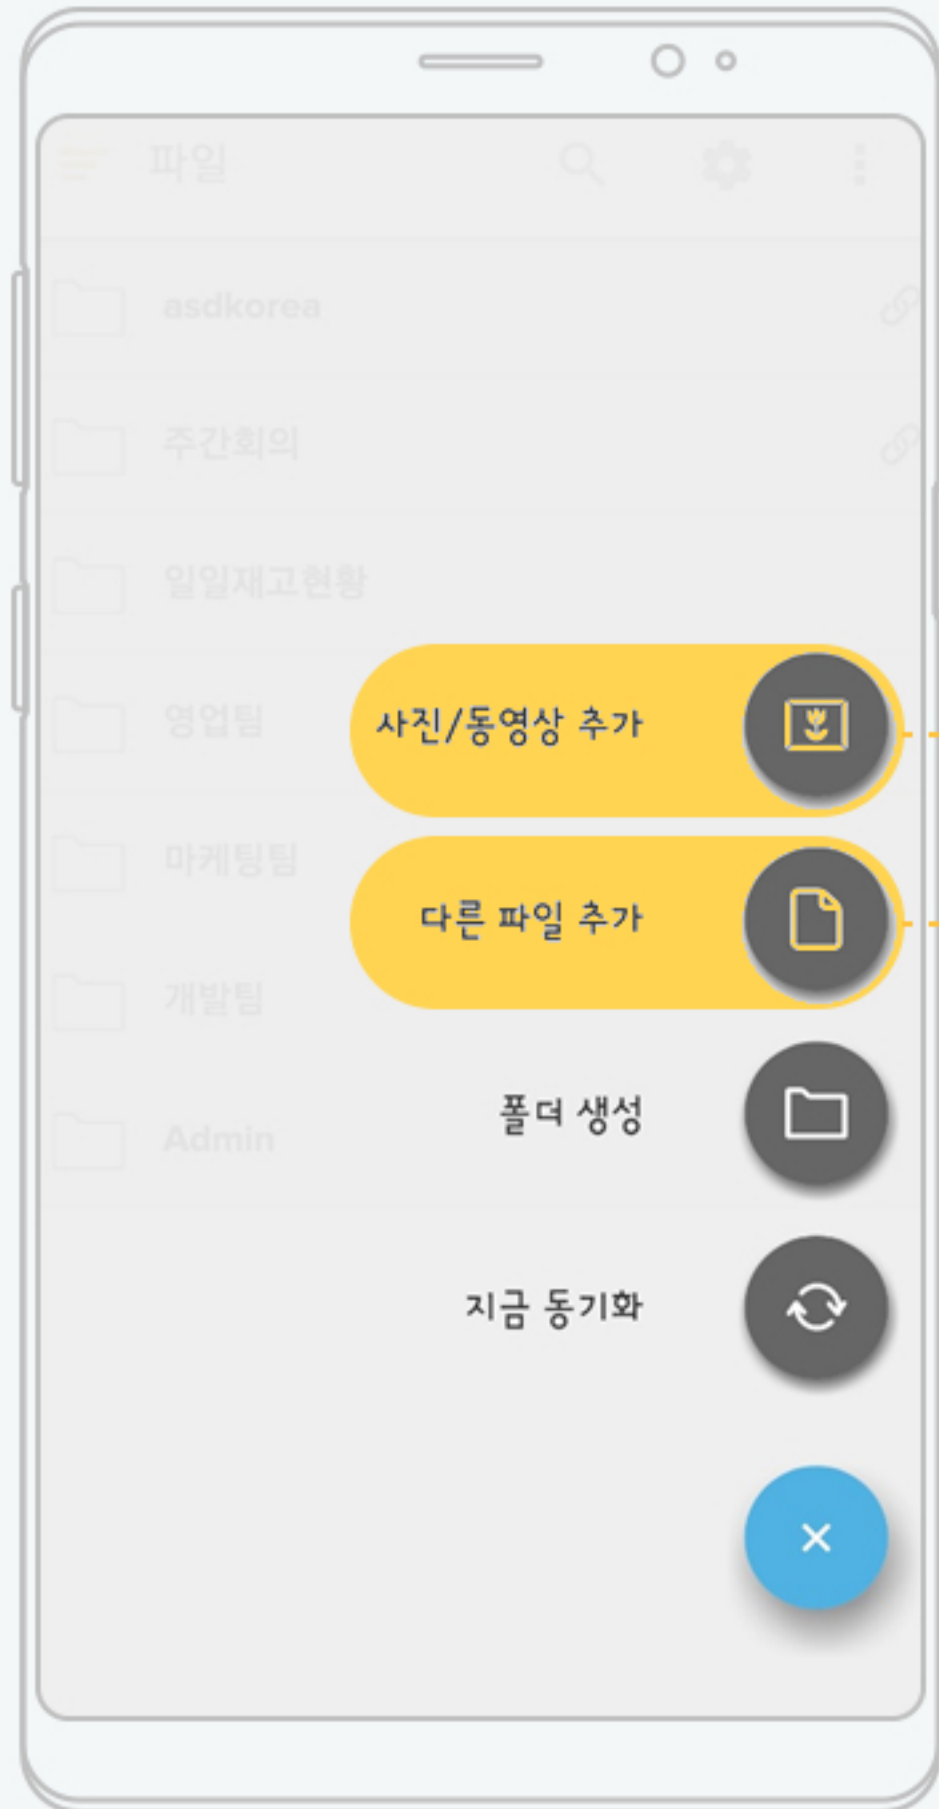 파일
asdkorea
주간회의
일일재고현황
영업팀
사진/동영상 추가
마케팅팀
다른 파일 추가
개발팀
Admin
폴더 생성
지금 동기화